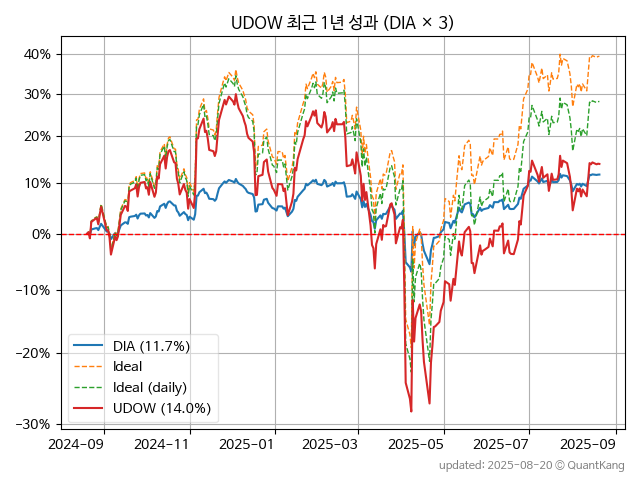 UDOW 최근 1년 성과 (DIA × 3)
40%
30%
20%
10%
0%
−10%
−20%
−30%
DIA (11.7%)
Ideal
Ideal (daily)
UDOW (14.0%)
2024-09 2024-11 2025-01 2025-03 2025-05 2025-07 2025-09
updated: 2025-08-20 © QuantKang